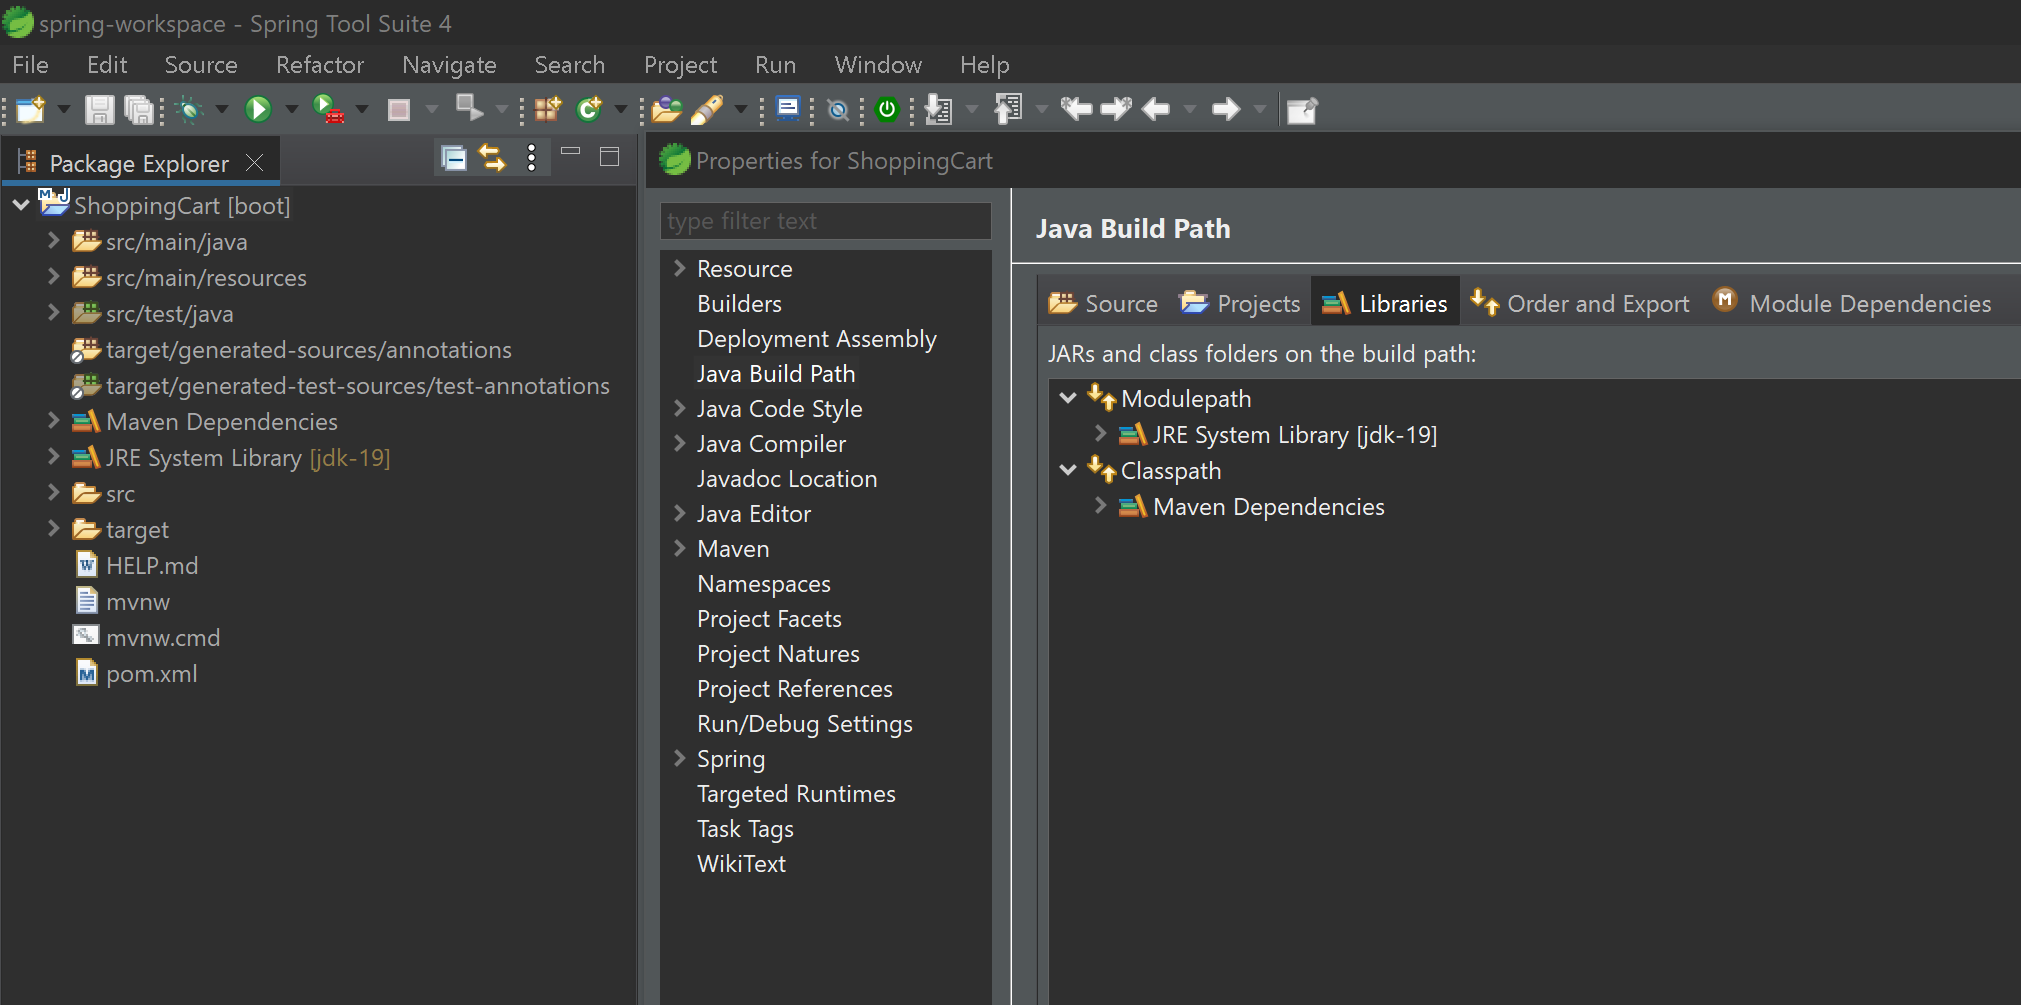 spring-workspace - Spring Tool Suite 4
File Edit Source Refactor Navigate Search Project Run Window Help
Package Explorer
ShoppingCart [boot]
src/main/java
src/main/resources
src/test/java
target/generated-sources/annotations
target/generated-test-sources/test-annotations
Maven Dependencies
JRE System Library [jdk-19]
src
target
HELP.md
mvnw
mvnw.cmd
pom.xml
Properties for ShoppingCart
type filter text
Resource
Builders
Deployment Assembly
Java Build Path
Java Code Style
Java Compiler
Javadoc Location
Java Editor
Maven
Namespaces
Project Facets
Project Natures
Project References
Run/Debug Settings
Spring
Targeted Runtimes
Task Tags
WikiText
Java Build Path
Source Projects Libraries Order and Export Module Dependencies
JARs and class folders on the build path:
Modulepath
JRE System Library [jdk-19]
Classpath
Maven Dependencies